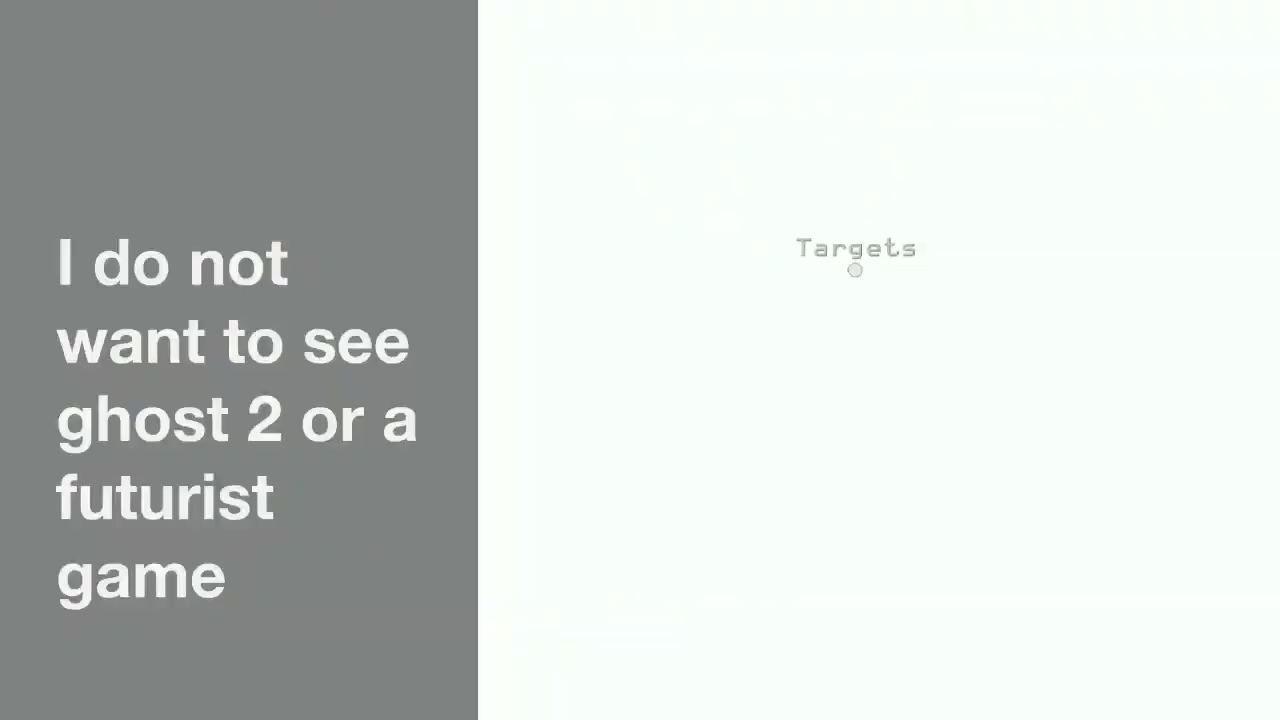 I do not
want to see
ghost 2 or a
futurist
game
Targets